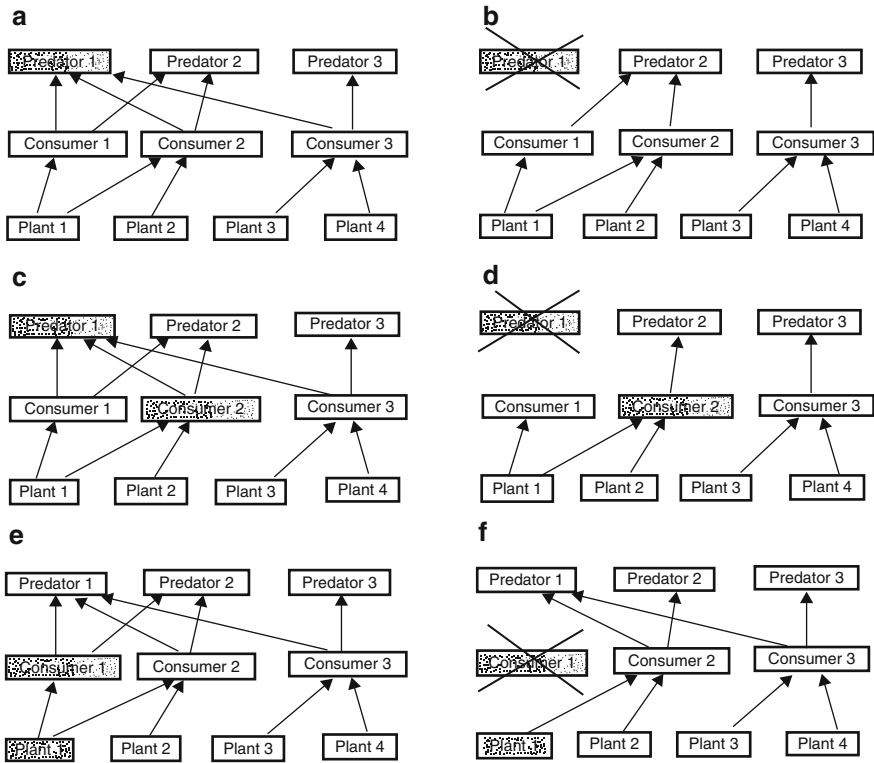 a
Predator 1 Predator 2 Predator 3
Consumer 1 Consumer 2 Consumer 3
Plant 1 Plant 2 Plant 3 Plant 4
b
Predator 1 Predator 2 Predator 3
Consumer 1 Consumer 2 Consumer 3
Plant 1 Plant 2 Plant 3 Plant 4
c
Predator 1 Predator 2 Predator 3
Consumer 1 Consumer 2 Consumer 3
Plant 1 Plant 2 Plant 3 Plant 4
d
Predator 1 Predator 2 Predator 3
Consumer 1 Consumer 2 Consumer 3
Plant 1 Plant 2 Plant 3 Plant 4
e
Predator 1 Predator 2 Predator 3
Consumer 1 Consumer 2 Consumer 3
Plant 1 Plant 2 Plant 3 Plant 4
f
Predator 1 Predator 2 Predator 3
Consumer 1 Consumer 2 Consumer 3
Plant 1 Plant 2 Plant 3 Plant 4